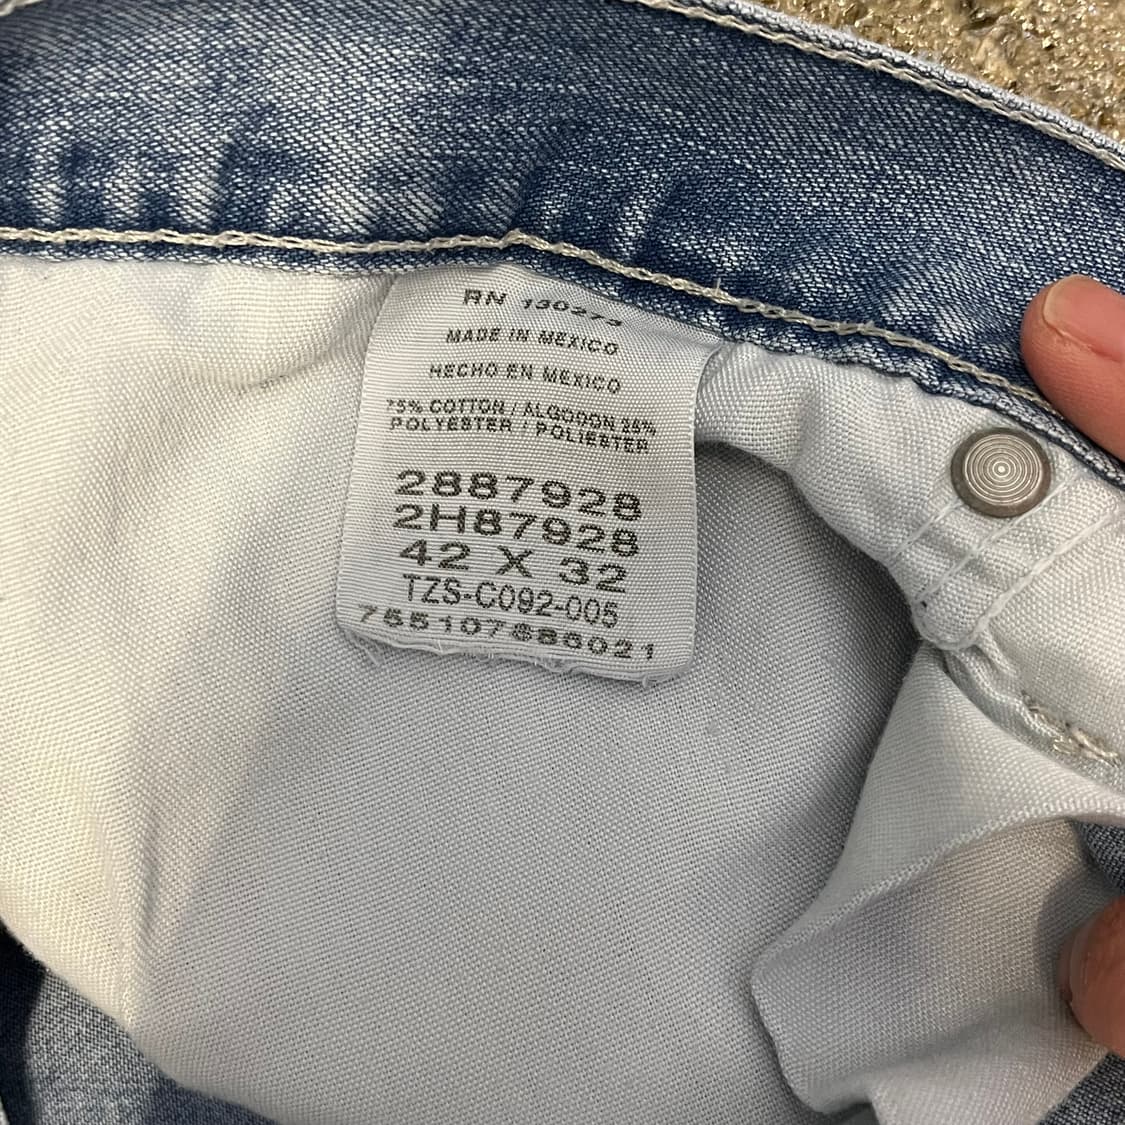 RN 130273
MADE IN MEXICO
HECHO EN MEXICO
75% COTTON / ALGODON 25%
POLYESTER / POLIESTER
2887928
2H87928
42 X 32
TZS-C092-005
755107886021